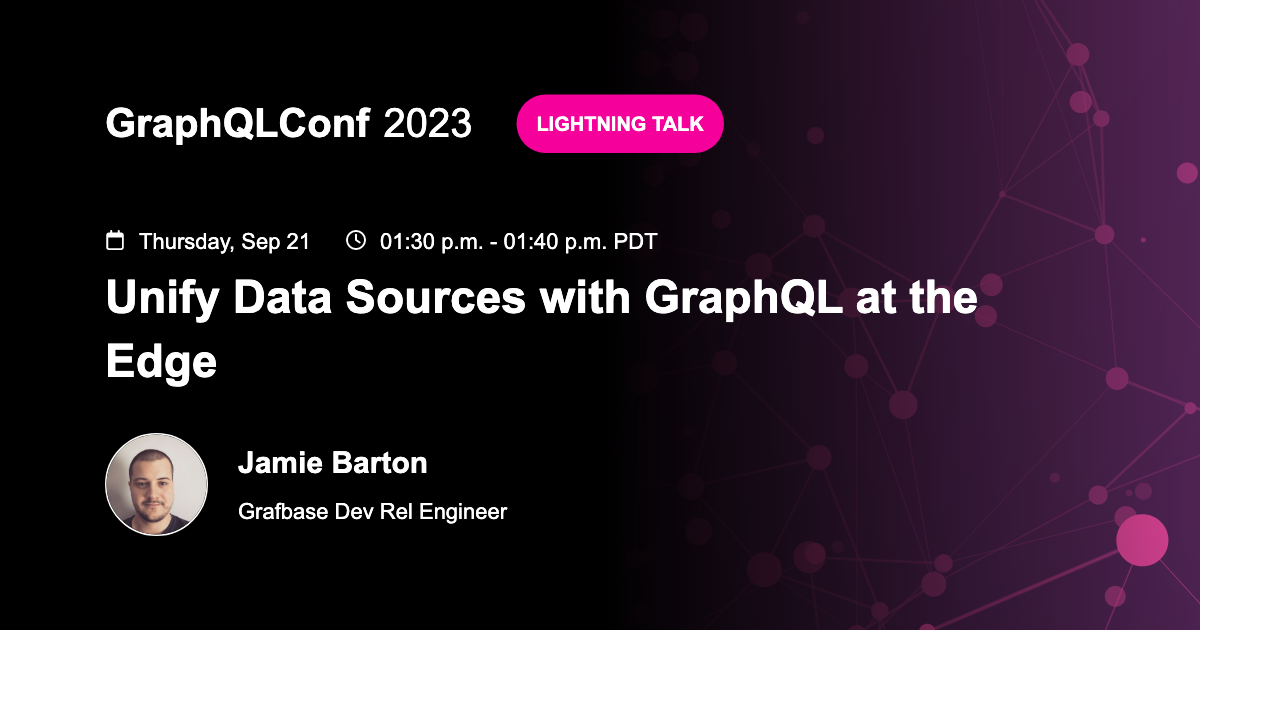 GraphQLConf 2023 LIGHTNING TALK
Thursday, Sep 21 01:30 p.m. - 01:40 p.m. PDT
Unify Data Sources with GraphQL at the
Edge
Jamie Barton
Grafbase Dev Rel Engineer